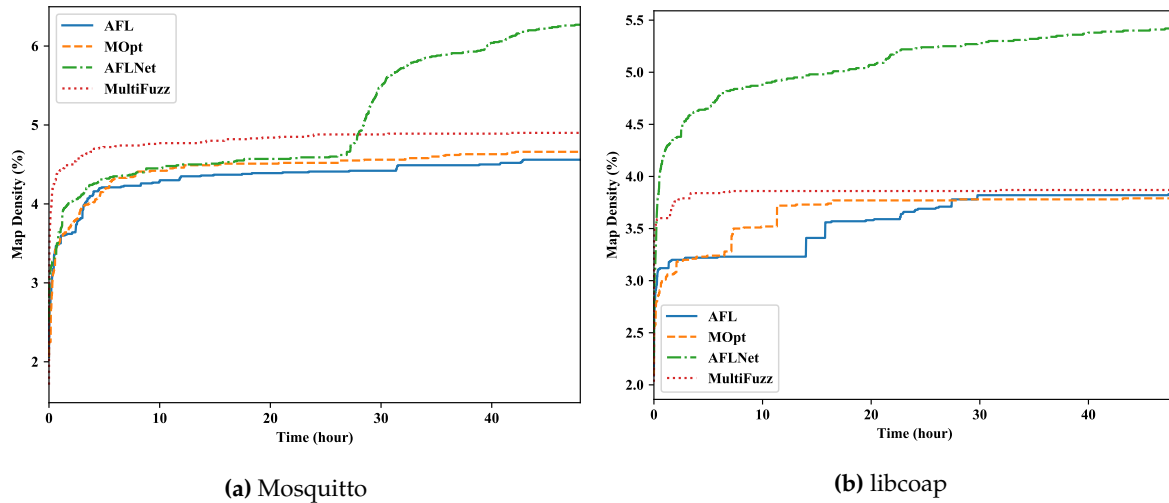 AFL
MOpt
AFLNet
MultiFuzz
Map Density (%)
6
5
4
3
2
0 10 20 30 40
Time (hour)
(a) Mosquitto
5.5
5.0
4.5
4.0
3.5
3.0
2.5
2.0
Map Density (%)
AFL
MOpt
AFLNet
MultiFuzz
0 10 20 30 40
Time (hour)
(b) libcoap